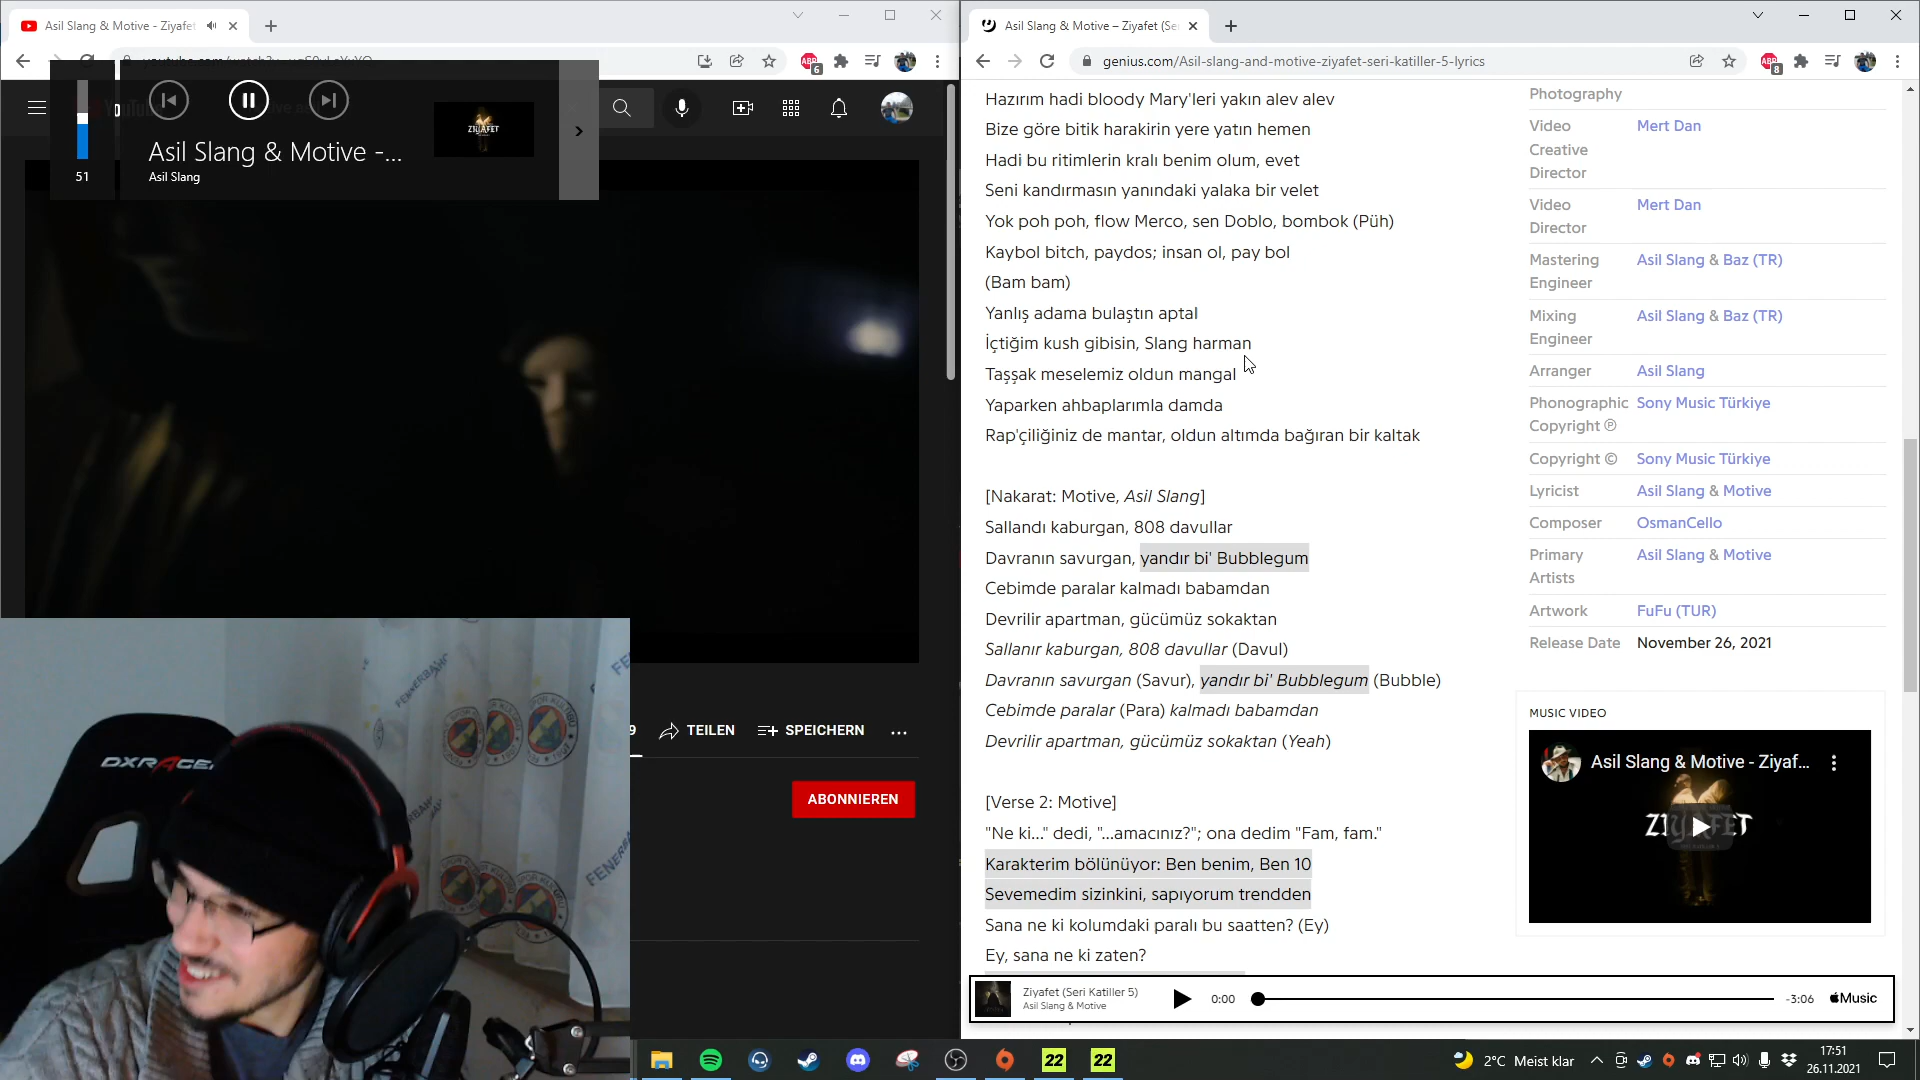 Asil Slang & Motive - Ziyafet
Asil Slang & Motive -...
Asil Slang
51
ZIYAFET
6
9
TEILEN
SPEICHERN
ABONNIEREN
DXRACER
FENERBAHÇE
SPOR KULÜBÜ
Asil Slang & Motive – Ziyafet (Se
genius.com/Asil-slang-and-motive-ziyafet-seri-katiller-5-lyrics
8
Hazırım hadi bloody Mary'leri yakın alev alev
Bize göre bitik harakirin yere yatın hemen
Hadi bu ritimlerin kralı benim olum, evet
Seni kandırmasın yanındaki yalaka bir velet
Yok poh poh, flow Merco, sen Doblo, bombok (Püh)
Kaybol bitch, paydos; insan ol, pay bol
(Bam bam)
Yanlış adama bulaştın aptal
İçtiğim kush gibisin, Slang harman
Taşşak meselemiz oldun mangal
Yaparken ahbaplarımla damda
Rap'çiliğiniz de mantar, oldun altımda bağıran bir kaltak
[Nakarat: Motive, Asil Slang]
Sallandı kaburgan, 808 davullar
Davranın savurgan, yandır bi' Bubblegum
Cebimde paralar kalmadı babamdan
Devrilir apartman, gücümüz sokaktan
Sallanır kaburgan, 808 davullar (Davul)
Davranın savurgan (Savur), yandır bi' Bubblegum (Bubble)
Cebimde paralar (Para) kalmadı babamdan
Devrilir apartman, gücümüz sokaktan (Yeah)
[Verse 2: Motive]
"Ne ki..." dedi, "...amacınız?"; ona dedim "Fam, fam."
Karakterim bölünüyor: Ben benim, Ben 10
Sevemedim sizinkini, sapıyorum trendden
Sana ne ki kolumdaki paralı bu saatten? (Ey)
Ey, sana ne ki zaten?
Photography
Video Creative Director Mert Dan
Video Director Mert Dan
Mastering Engineer Asil Slang & Baz (TR)
Mixing Engineer Asil Slang & Baz (TR)
Arranger Asil Slang
Phonographic Copyright ℗ Sony Music Türkiye
Copyright © Sony Music Türkiye
Lyricist Asil Slang & Motive
Composer OsmanCello
Primary Artists Asil Slang & Motive
Artwork FuFu (TUR)
Release Date November 26, 2021
MUSIC VIDEO
Asil Slang & Motive - Ziyaf...
ZIYAFET
Ziyafet (Seri Katiller 5)
Asil Slang & Motive
0:00
-3:06
Music
22
22
2°C Meist klar
17:51
26.11.2021